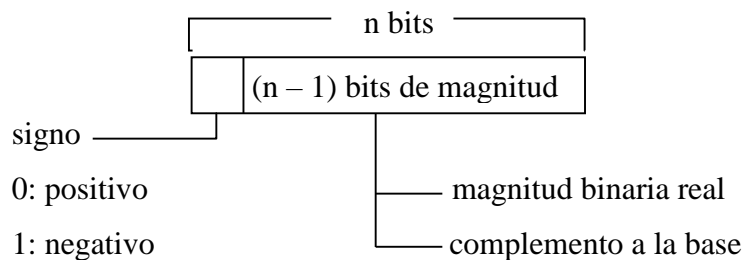 n bits
(n – 1) bits de magnitud
signo
0: positivo
magnitud binaria real
1: negativo
complemento a la base